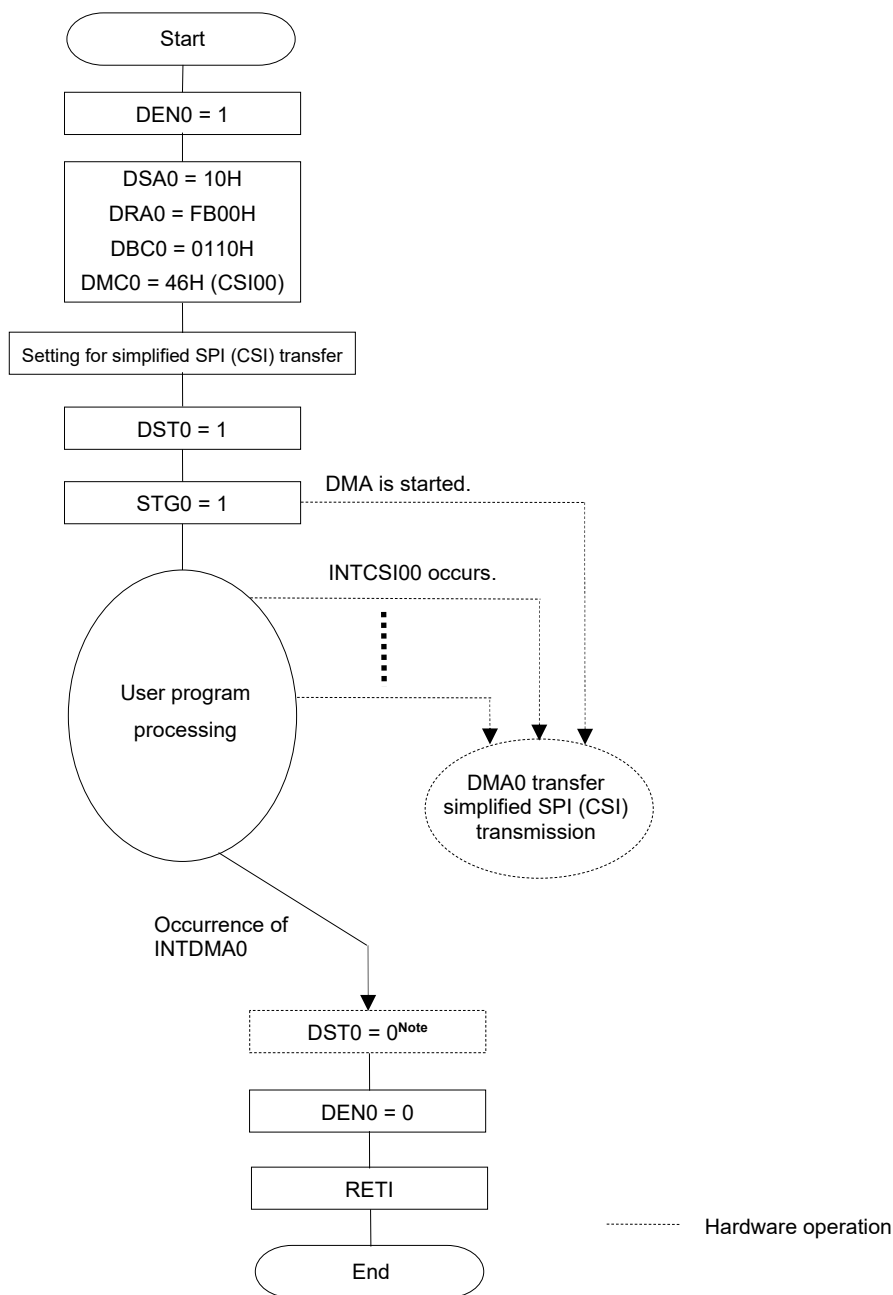 Start
DEN0 = 1
DSA0 = 10H
DRA0 = FB00H
DBC0 = 0110H
DMC0 = 46H (CSI00)
Setting for simplified SPI (CSI) transfer
DST0 = 1
STG0 = 1
DMA is started.
INTCSI00 occurs.
User program
processing
DMA0 transfer
simplified SPI (CSI)
transmission
Occurrence of
INTDMA0
DST0 = 0Note
DEN0 = 0
RETI
Hardware operation
End